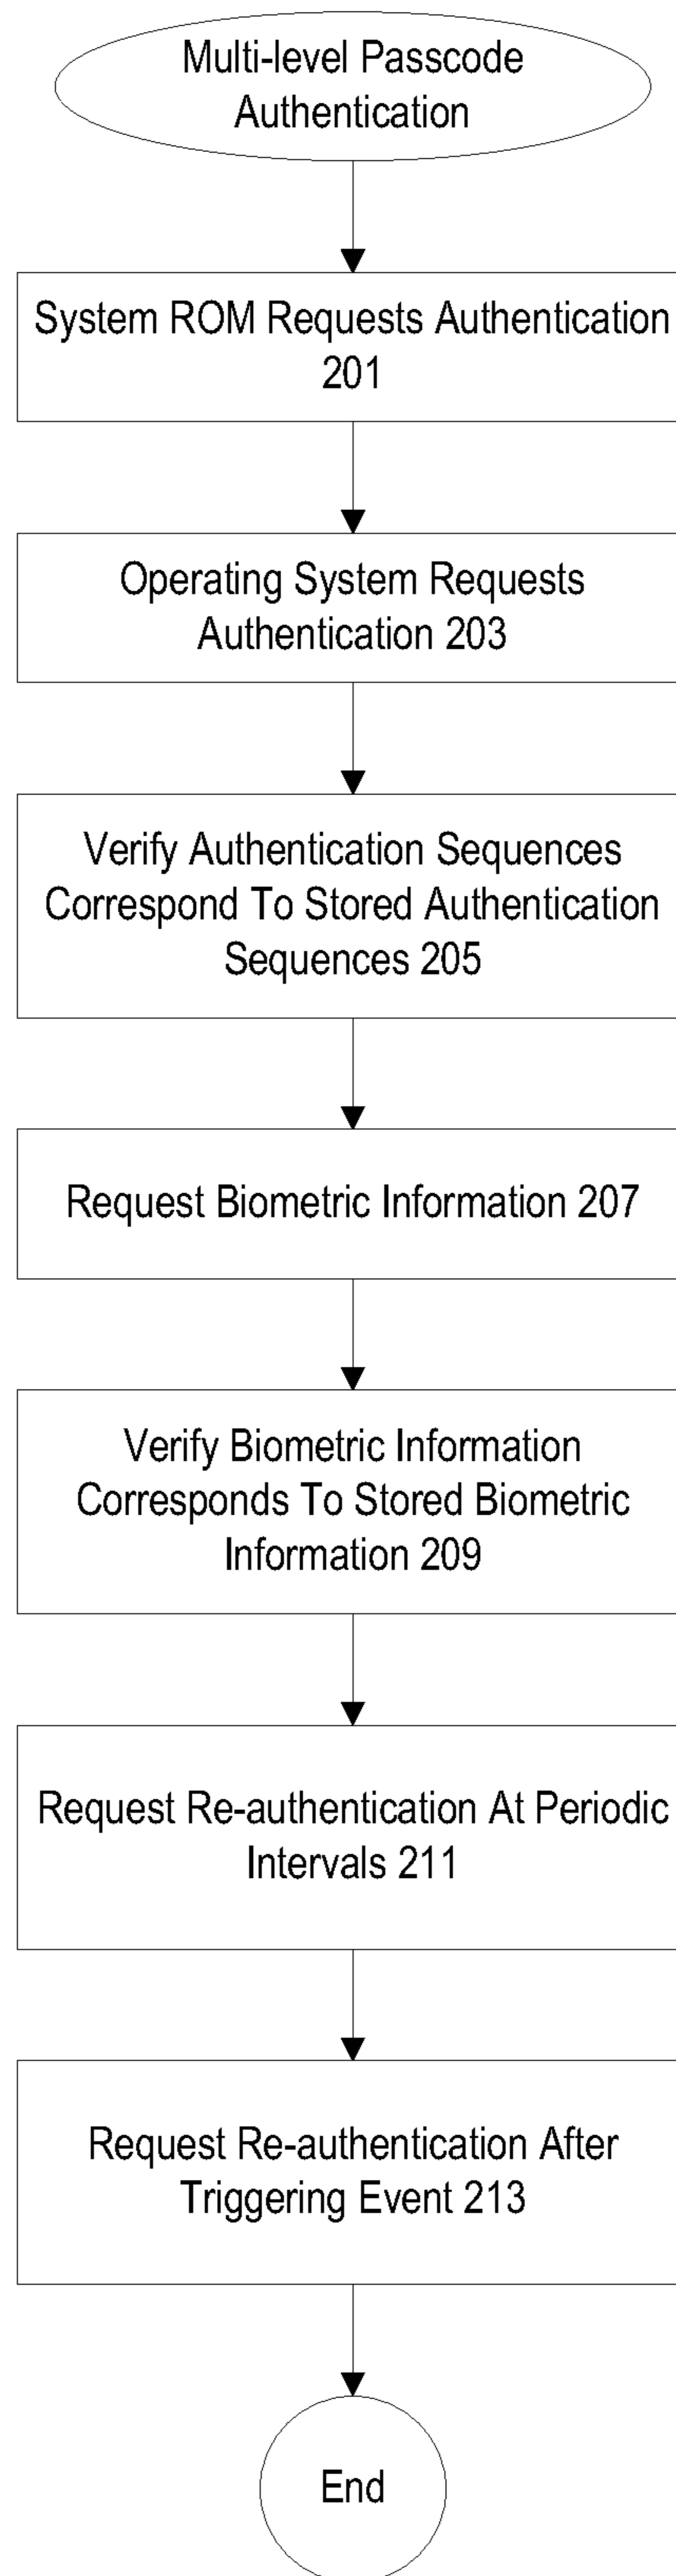 Multi-level Passcode
Authentication
System ROM Requests Authentication
201
Operating System Requests
Authentication 203
Verify Authentication Sequences
Correspond To Stored Authentication
Sequences 205
Request Biometric Information 207
Verify Biometric Information
Corresponds To Stored Biometric
Information 209
Request Re-authentication At Periodic
Intervals 211
Request Re-authentication After
Triggering Event 213
End